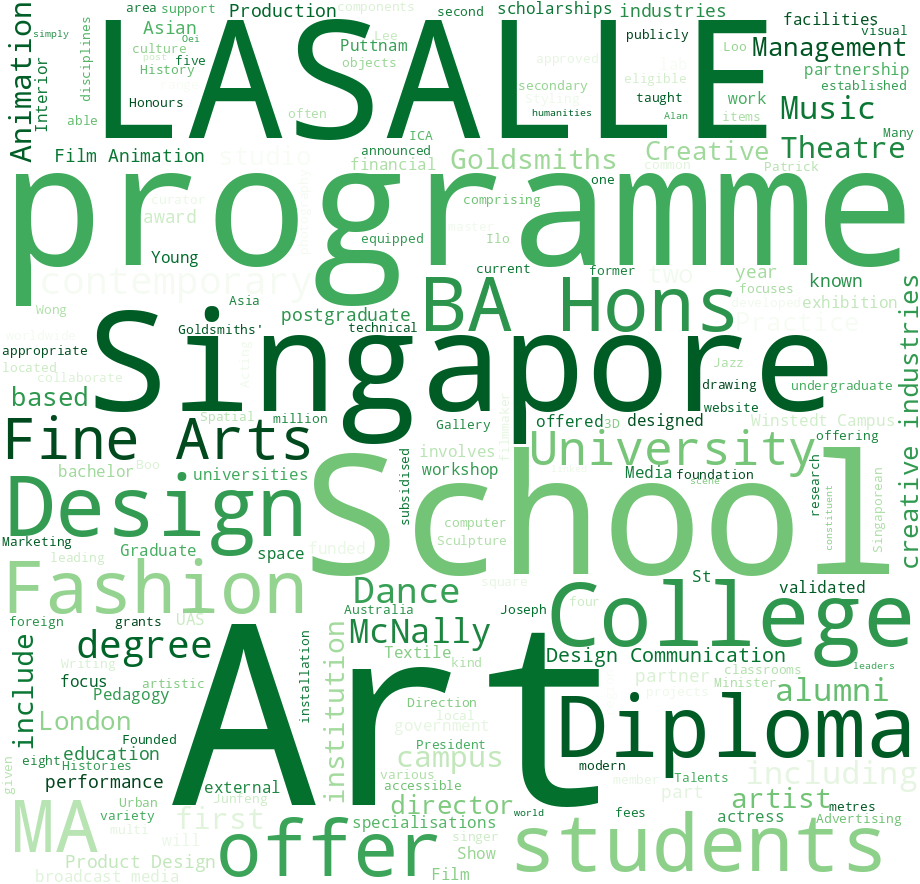 simply
area
support
Production
components
second
scholarships
industries
Animation
Interior
disciplines
Asian
culture
Oei
post
History
five
LASALLE
Lee
Puttnam
objects
approved
secondary
Styling
eligible
publicly
lab
taught
Loo
facilities
visual
Management
partnership
established
Honours
able
often
ICA
humanities
Alan
work
items
Music
Many
Film Animation
studio
announced
financial
Goldsmiths
Creative
common
Theatre
Patrick
programme
curator
award
photography
one
comprising
equipped
Ilo
master
Young
contemporary
current
former
two
year
focuses
known
developed
exhibition
Wong
Asia
postgraduate
BA Hons
Practice
creative industries
worldwide
appropriate
located
collaborate
Goldsmiths'
technical
Acting
Singapore
Jazz
drawing
undergraduate
website
based
Spatial
million
Gallery
filmmaker
offered
3D
designed
Winstedt Campus
offering
Fine Arts
bachelor
Boo
universities
involves
workshop
University
Media
foundation
scene
Design
subsidised
School
computer
Sculpture
research
constituent
Singaporean
Marketing
leading
Graduate
space
funded
Fashion
square
Dance
St
validated
four
College
foreign
UAS
grants
Australia
Joseph
include
degree
McNally
installation
institution
Textile
kind
Design Communication
leaders
Writing
focus
artistic
Pedagogy
partner
projects
classrooms
Minister
alumni
London
Founded
Art
Direction
local
government
Diploma
education
eight
Histories
President
campus
modern
given
performance
external
various
accessible
member
Talents
including
Junfeng
Urban
variety
multi
first
director
part
artist
metres
world
fees
actress
Advertising
MA
will
specialisations
singer
offer
Show
Film
students
Product Design
broadcast media